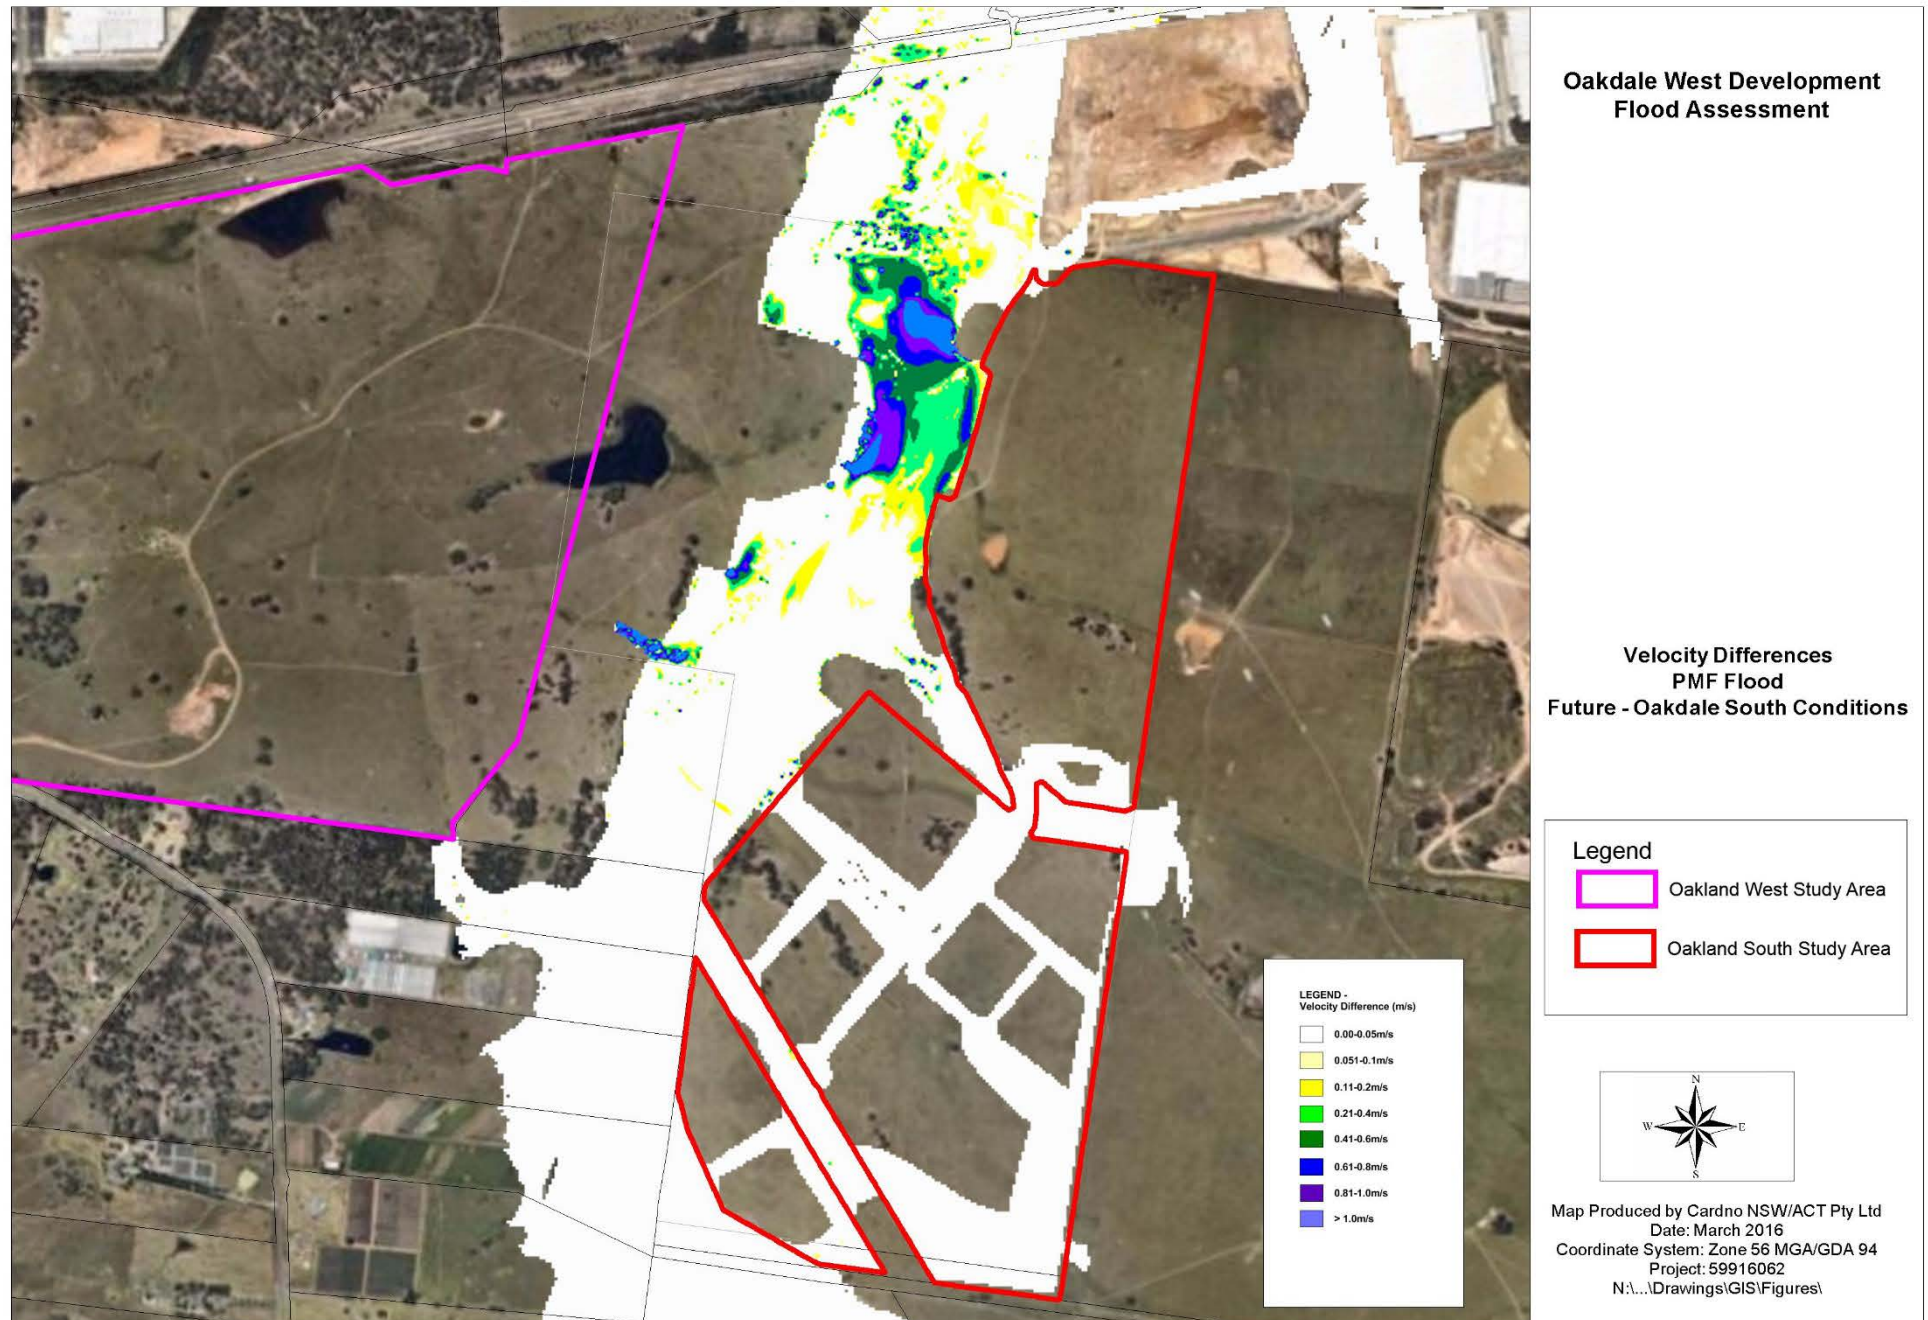 Oakdale West Development
Flood Assessment
Velocity Differences
PMF Flood
Future - Oakdale South Conditions
Legend
Oakland West Study Area
Oakland South Study Area
LEGEND -
Velocity Difference (m/s)
0.00-0.05m/s
0.051-0.1m/s
0.11-0.2m/s
0.21-0.4m/s
0.41-0.6m/s
0.61-0.8m/s
0.81-1.0m/s
> 1.0m/s
N
W E
S
Map Produced by Cardno NSW/ACT Pty Ltd
Date: March 2016
Coordinate System: Zone 56 MGA/GDA 94
Project: 59916062
N:\...\Drawings\GIS\Figures\